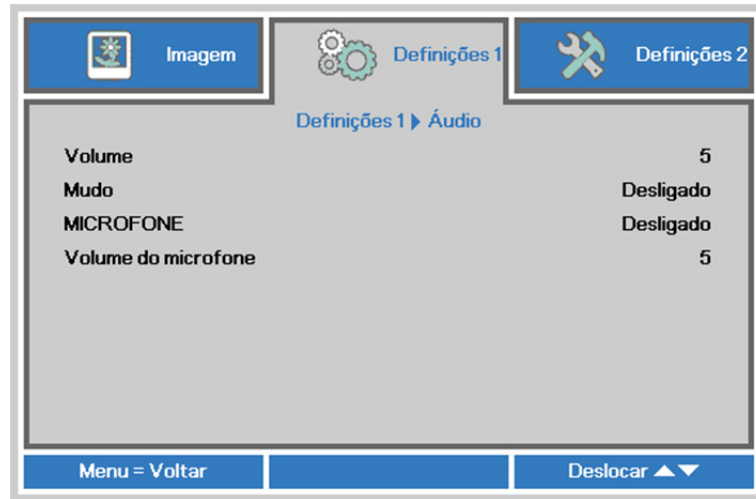 Imagem
Definições 1
Definições 2
Definições 1 Áudio
Volume 5
Mudo Desligado
MICROFONE Desligado
Volume do microfone 5
Menu = Voltar
Deslocar ▲▼